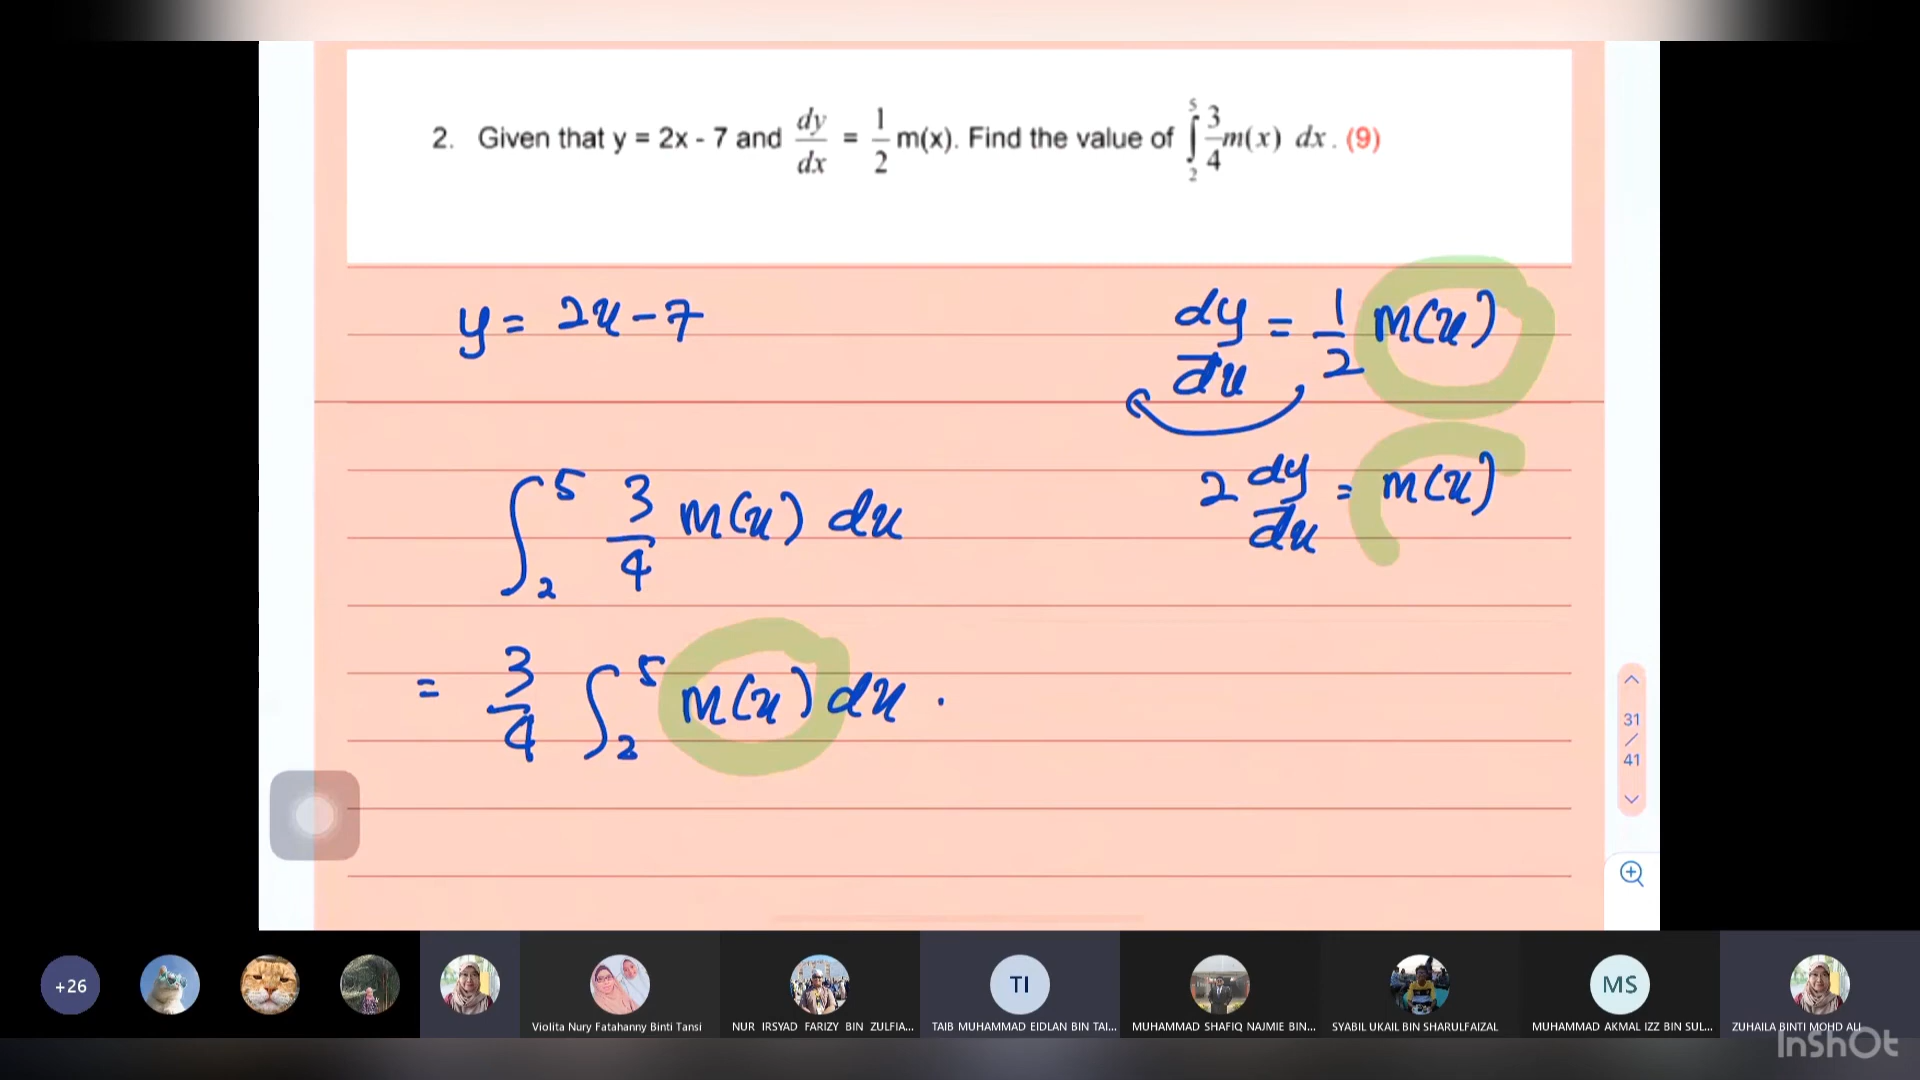 2. Given that y = 2x - 7 and dy/dx = 1/2 m(x). Find the value of ∫₂⁵ 3/4 m(x) dx. (9)
y = 2x - 7
dy/dx = 1/2 m(x)
2 dy/dx = m(x)
∫₂⁵ 3/4 m(x) dx
= 3/4 ∫₂⁵ m(x) dx.
31
/
41
+26
TI
MS
Violita Nury Fatahanny Binti Tansi
NUR IRSYAD FARIZY BIN ZULFIA...
TAIB MUHAMMAD EIDLAN BIN TAI...
MUHAMMAD SHAFIQ NAJMIE BIN...
SYABIL UKAIL BIN SHARULFAIZAL
MUHAMMAD AKMAL IZZ BIN SUL...
ZUHAILA BINTI MOHD ALI
InShOt